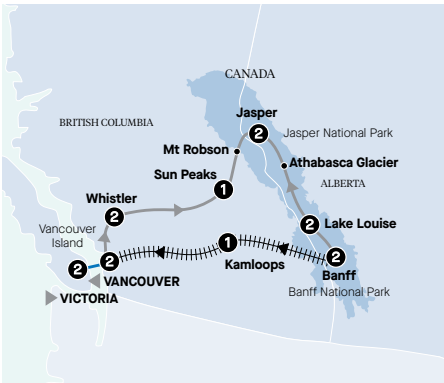 CANADA
BRITISH COLUMBIA
Jasper
2
Jasper National Park
Mt Robson
Athabasca Glacier
Sun Peaks
1
ALBERTA
Whistler
2
Vancouver
Island
2
Lake Louise
2
2
VANCOUVER
1
Kamloops
2
Banff
Banff National Park
VICTORIA